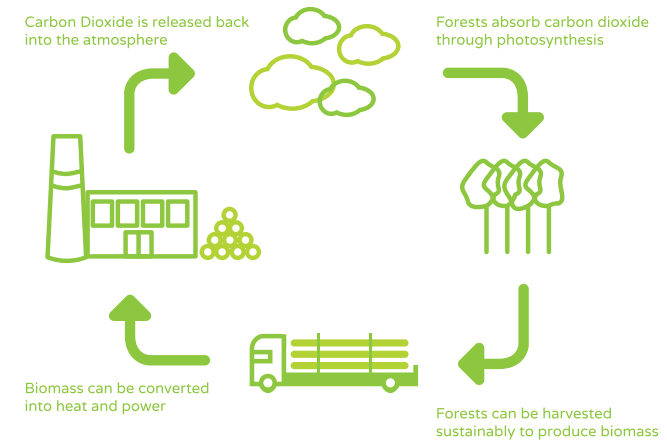 Carbon Dioxide is released back
into the atmosphere
Forests absorb carbon dioxide
through photosynthesis
Biomass can be converted
into heat and power
Forests can be harvested
sustainably to produce biomass